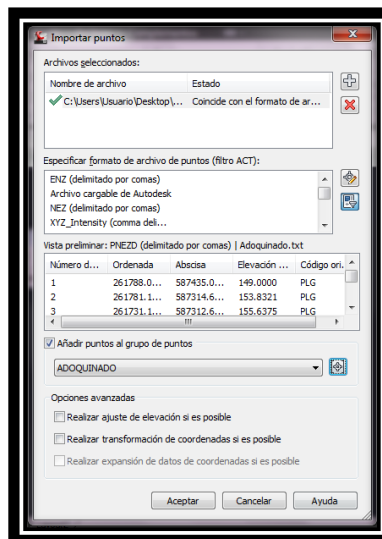 Importar puntos
Archivos seleccionados:
Nombre de archivo Estado
C:\Users\Usuario\Desktop\... Coincide con el formato de ar...
Especificar formato de archivo de puntos (filtro ACT):
ENZ (delimitado por comas)
Archivo cargable de Autodesk
NEZ (delimitado por comas)
XYZ_Intensity (comma deli...
Vista preliminar: PNEZD (delimitado por comas) | Adoquinado.txt
Número d... Ordenada Abscisa Elevación ... Código ori...
1 261788.0... 587435.0... 149.0000 PLG
2 261781.1... 587314.6... 153.8321 PLG
3 261731.1... 587312.6... 155.6375 PLG
Añadir puntos al grupo de puntos
ADOQUINADO
Opciones avanzadas
Realizar ajuste de elevación si es posible
Realizar transformación de coordenadas si es posible
Realizar expansión de datos de coordenadas si es posible
Aceptar Cancelar Ayuda